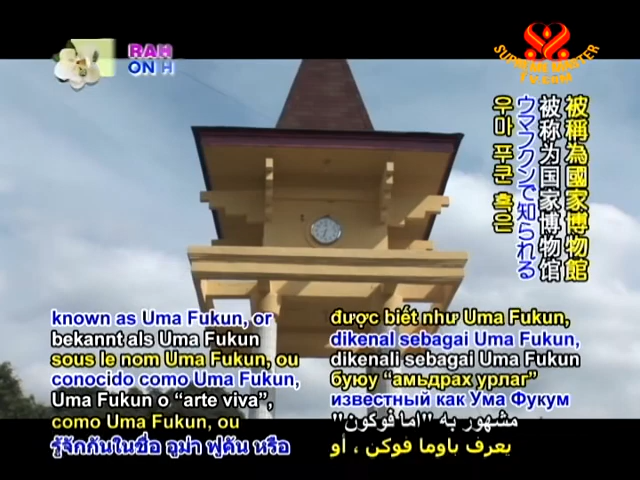 RAH
ON H
SUPREME MASTER
TV.COM
被稱為國家博物館
被称为国家博物馆
ウマフクンで知られる
우마 푸쿤 혹은
known as Uma Fukun, or
bekannt als Uma Fukun
sous le nom Uma Fukun, ou
conocido como Uma Fukun,
Uma Fukun o “arte viva”,
como Uma Fukun, ou
รู้จักกันในชื่อ อูม่า ฟูคัน หรือ
được biết như Uma Fukun,
dikenal sebagai Uma Fukun,
dikenali sebagai Uma Fukun
буюу “амьдрах урлаг”
известный как Ума Фукум
مشهور به "اما فوکون"
يعرف باوما فوكن ، أو